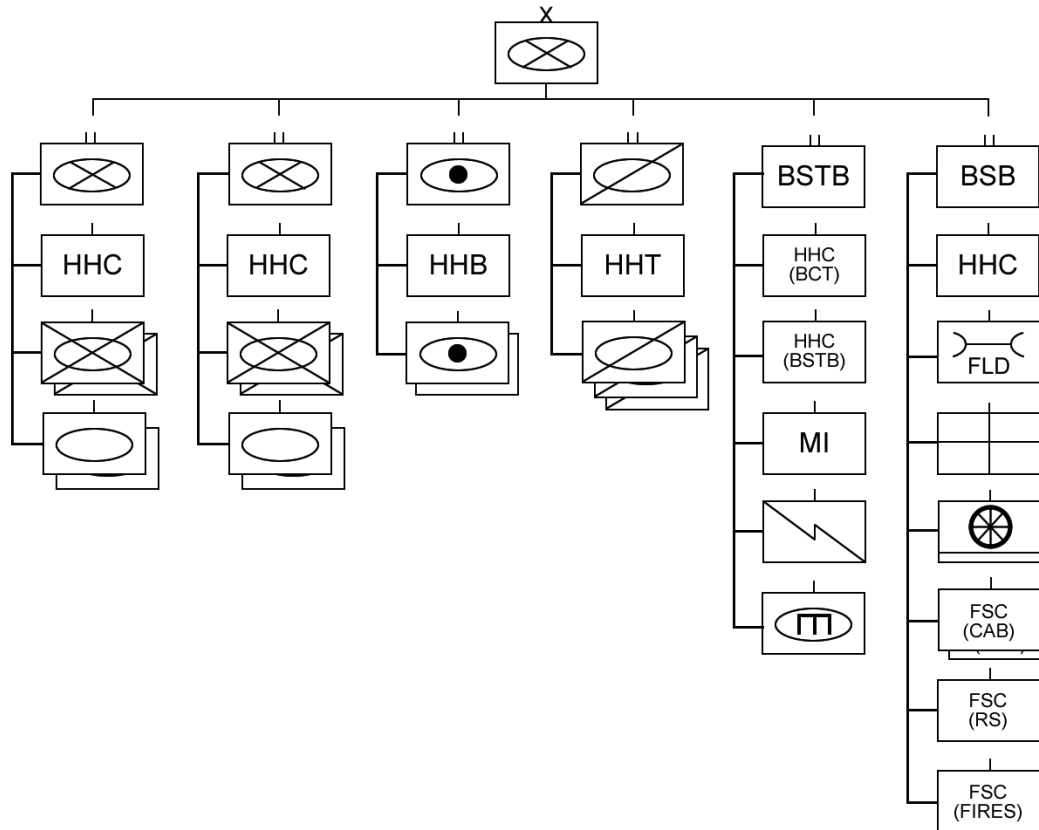 X
BSTB
BSB
HHC
HHC
HHB
HHT
HHC
(BCT)
HHC
HHC
(BSTB)
FLD
MI
FSC
(CAB)
FSC
(RS)
FSC
(FIRES)